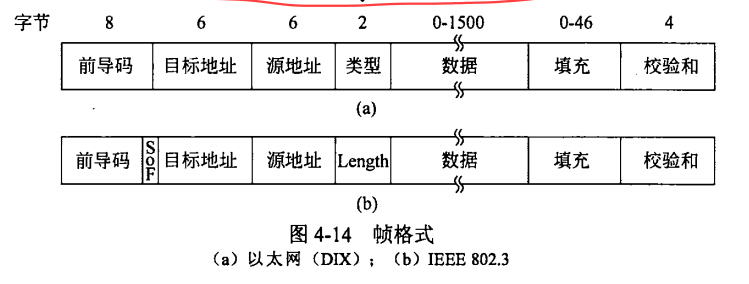 字节 8 6 6 2 0-1500 0-46 4
前导码 目标地址 源地址 类型 数据 填充 校验和
(a)
前导码 SoF 目标地址 源地址 Length 数据 填充 校验和
(b)
图 4-14 帧格式
(a) 以太网 (DIX); (b) IEEE 802.3